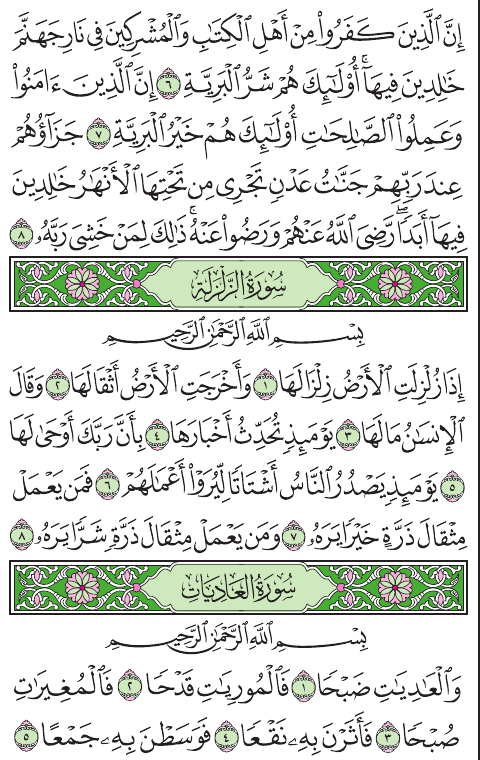 إِنَّ ٱلَّذِينَ كَفَرُواْ مِنْ أَهْلِ ٱلْكِتَٰبِ وَٱلْمُشْرِكِينَ فِي نَارِ جَهَنَّمَ
خَٰلِدِينَ فِيهَآۚ أُوْلَٰٓئِكَ هُمْ شَرُّ ٱلْبَرِيَّةِ ٦ إِنَّ ٱلَّذِينَ ءَامَنُواْ
وَعَمِلُواْ ٱلصَّٰلِحَٰتِ أُوْلَٰٓئِكَ هُمْ خَيْرُ ٱلْبَرِيَّةِ ٧ جَزَآؤُهُمْ
عِندَ رَبِّهِمْ جَنَّٰتُ عَدْنٍ تَجْرِي مِن تَحْتِهَا ٱلْأَنْهَٰرُ خَٰلِدِينَ
فِيهَآ أَبَدٗاۖ رَّضِيَ ٱللَّهُ عَنْهُمْ وَرَضُواْ عَنْهُۚ ذَٰلِكَ لِمَنْ خَشِيَ رَبَّهُۥ ٨
سُورَةُ الزَّلْزَلَةِ
بِسْمِ ٱللَّهِ ٱلرَّحْمَٰنِ ٱلرَّحِيمِ
إِذَا زُلْزِلَتِ ٱلْأَرْضُ زِلْزَالَهَا ١ وَأَخْرَجَتِ ٱلْأَرْضُ أَثْقَالَهَا ٢ وَقَالَ
ٱلْإِنسَٰنُ مَا لَهَا ٣ يَوْمَئِذٖ تُحَدِّثُ أَخْبَارَهَا ٤ بِأَنَّ رَبَّكَ أَوْحَىٰ لَهَا
٥ يَوْمَئِذٖ يَصْدُرُ ٱلنَّاسُ أَشْتَاتٗا لِّيُرَوْاْ أَعْمَٰلَهُمْ ٦ فَمَن يَعْمَلْ
مِثْقَالَ ذَرَّةٍ خَيْرٗا يَرَهُۥ ٧ وَمَن يَعْمَلْ مِثْقَالَ ذَرَّةٖ شَرّٗا يَرَهُۥ ٨
سُورَةُ الْعَادِيَاتِ
بِسْمِ ٱللَّهِ ٱلرَّحْمَٰنِ ٱلرَّحِيمِ
وَٱلْعَٰدِيَٰتِ ضَبْحٗا ١ فَٱلْمُورِيَٰتِ قَدْحٗا ٢ فَٱلْمُغِيرَٰتِ
صُبْحٗا ٣ فَأَثَرْنَ بِهِۦ نَقْعٗا ٤ فَوَسَطْنَ بِهِۦ جَمْعًا ٥